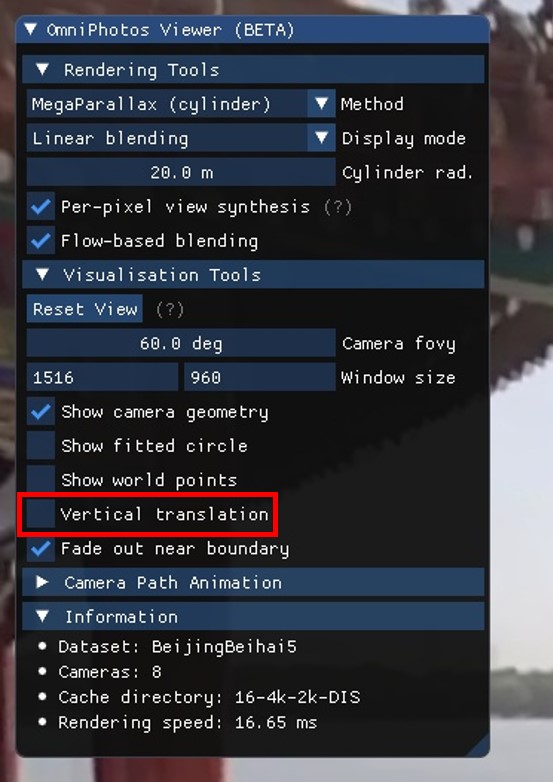 OmniPhotos Viewer (BETA)
Rendering Tools
MegaParallax (cylinder) Method
Linear blending Display mode
20.0 m Cylinder rad.
Per-pixel view synthesis (?)
Flow-based blending
Visualisation Tools
Reset View (?)
60.0 deg Camera fovy
1516 960 Window size
Show camera geometry
Show fitted circle
Show world points
Vertical translation
Fade out near boundary
Camera Path Animation
Information
Dataset: BeijingBeihai5
Cameras: 8
Cache directory: 16-4k-2k-DIS
Rendering speed: 16.65 ms